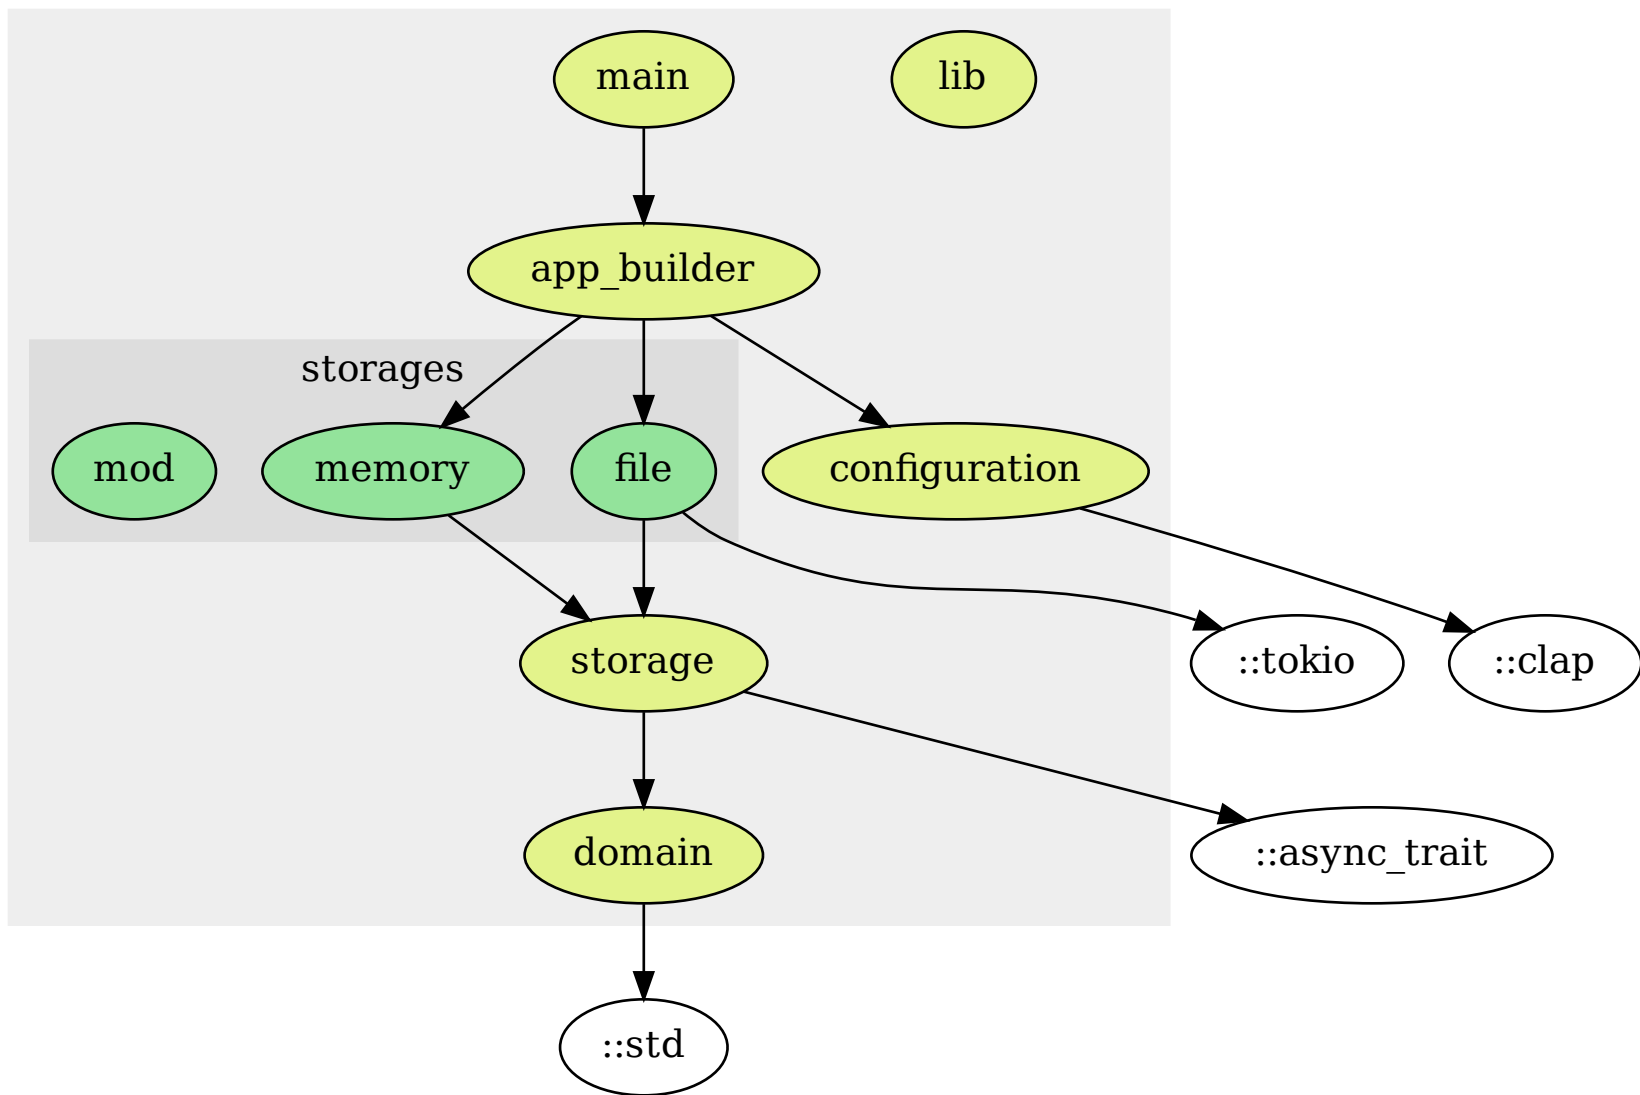 main
lib
app_builder
storages
mod
memory
file
configuration
storage
::tokio
::clap
domain
::async_trait
::std